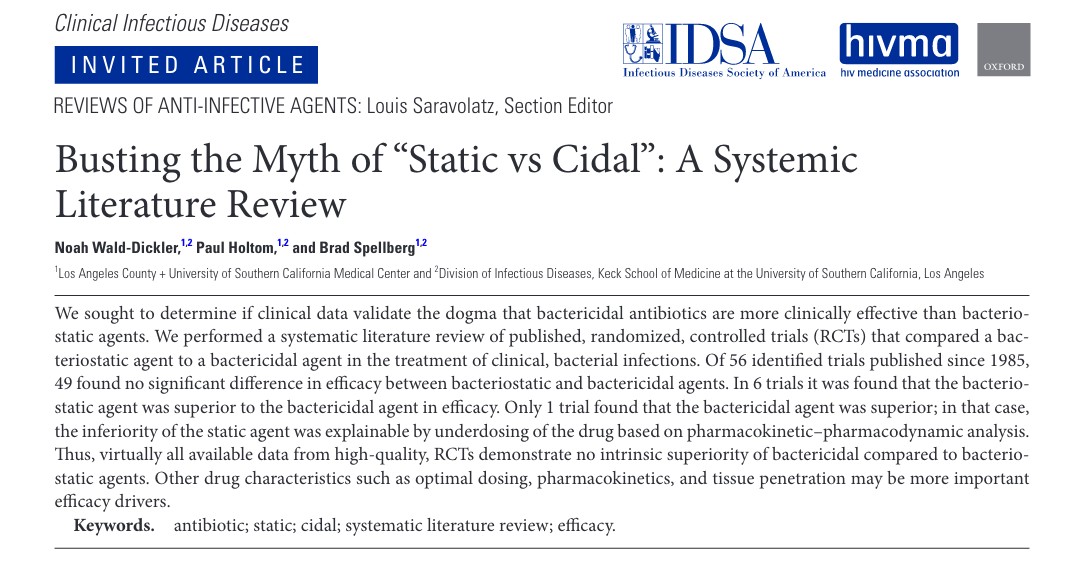 Clinical Infectious Diseases
INVITED ARTICLE
IDSA
Infectious Diseases Society of America
hivma
hiv medicine association
OXFORD
REVIEWS OF ANTI-INFECTIVE AGENTS: Louis Saravolatz, Section Editor
Busting the Myth of “Static vs Cidal”: A Systemic
Literature Review
Noah Wald-Dickler,1,2 Paul Holtom,1,2 and Brad Spellberg1,2
1Los Angeles County + University of Southern California Medical Center and 2Division of Infectious Diseases, Keck School of Medicine at the University of Southern California, Los Angeles
We sought to determine if clinical data validate the dogma that bactericidal antibiotics are more clinically effective than bacterio-
static agents. We performed a systematic literature review of published, randomized, controlled trials (RCTs) that compared a bac-
teriostatic agent to a bactericidal agent in the treatment of clinical, bacterial infections. Of 56 identified trials published since 1985,
49 found no significant difference in efficacy between bacteriostatic and bactericidal agents. In 6 trials it was found that the bacterio-
static agent was superior to the bactericidal agent in efficacy. Only 1 trial found that the bactericidal agent was superior; in that case,
the inferiority of the static agent was explainable by underdosing of the drug based on pharmacokinetic–pharmacodynamic analysis.
Thus, virtually all available data from high-quality, RCTs demonstrate no intrinsic superiority of bactericidal compared to bacterio-
static agents. Other drug characteristics such as optimal dosing, pharmacokinetics, and tissue penetration may be more important
efficacy drivers.
Keywords. antibiotic; static; cidal; systematic literature review; efficacy.